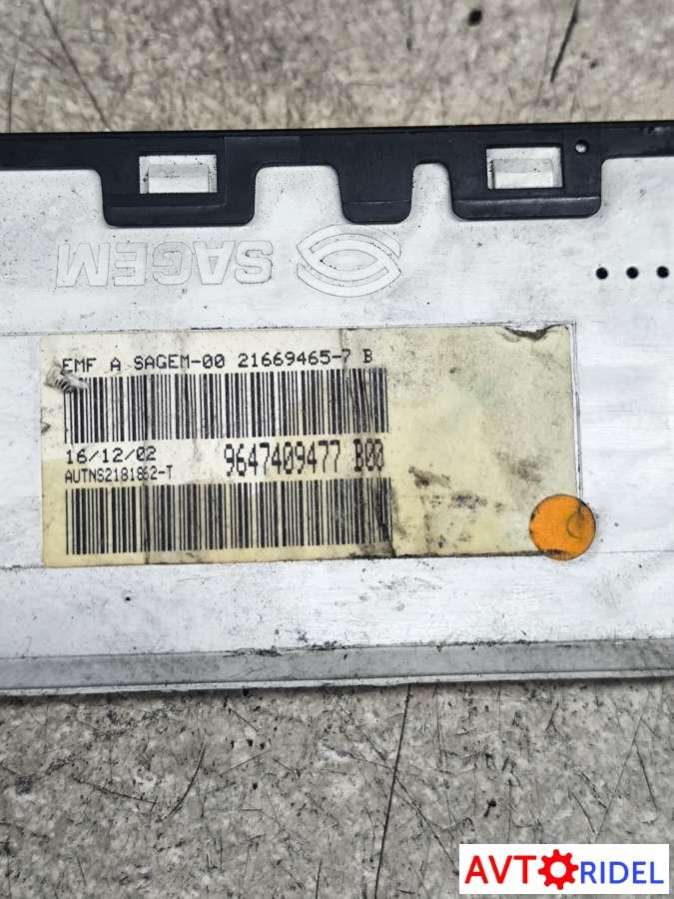 SAGEM
EMF A SAGEM-00 21669465-7 B
16/12/02
9647409477 B00
AUTNS2181862-T
AVTORIDEL